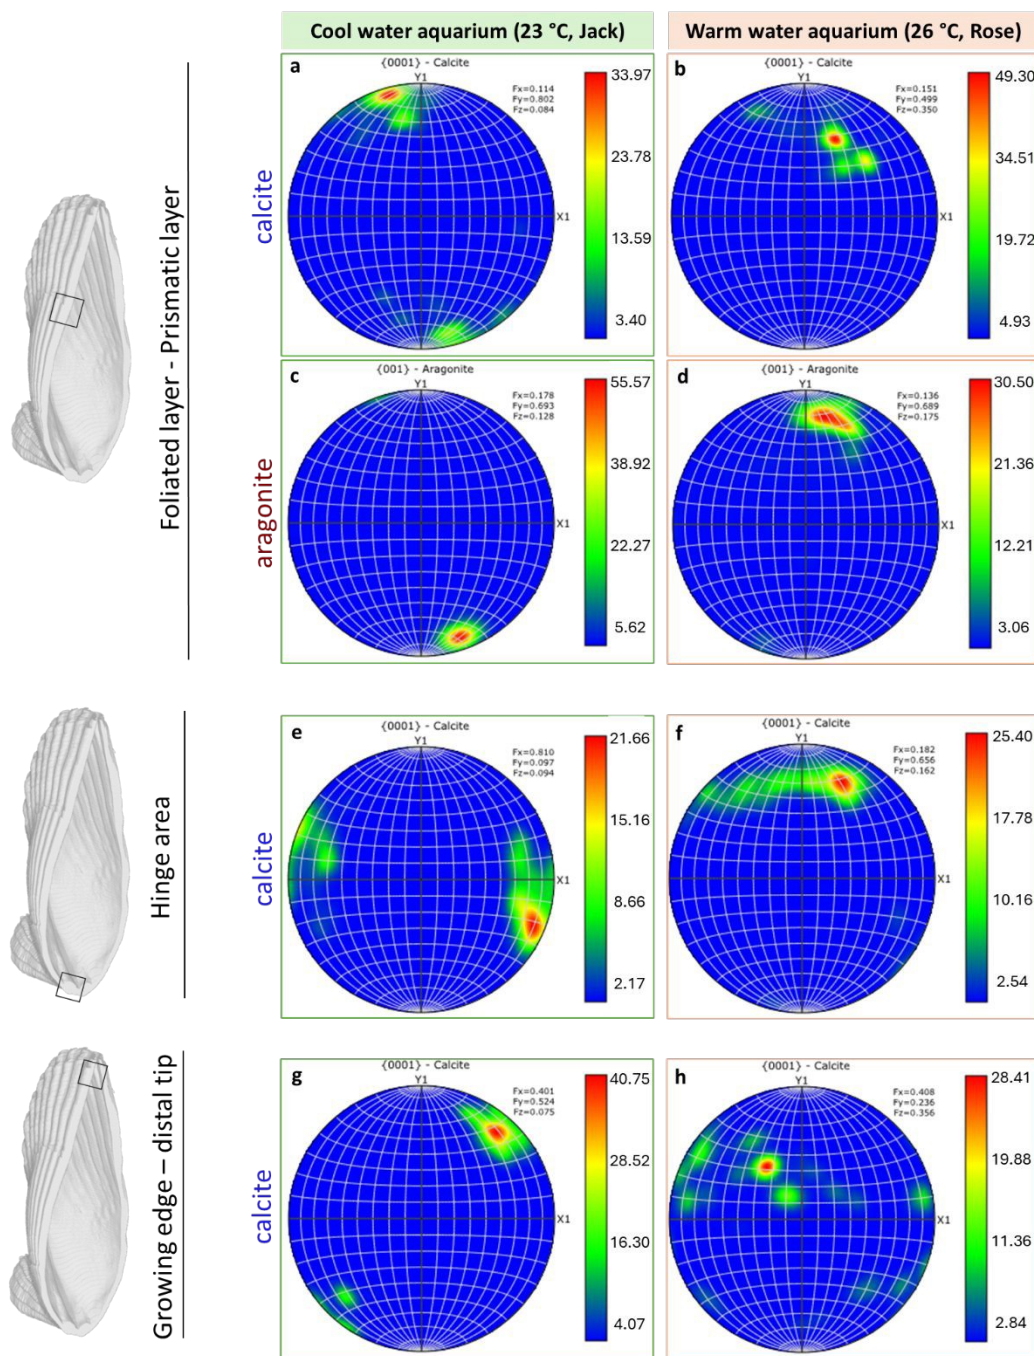 Cool water aquarium (23 °C, Jack)
Warm water aquarium (26 °C, Rose)
Foliated layer - Prismatic layer
calcite
a
{0001} - Calcite
Y1
X1
Fx=0.114
Fy=0.802
Fz=0.084
33.97
23.78
13.59
3.40
b
{0001} - Calcite
Y1
X1
Fx=0.151
Fy=0.499
Fz=0.350
49.30
34.51
19.72
4.93
aragonite
c
{001} - Aragonite
Y1
X1
Fx=0.178
Fy=0.693
Fz=0.128
55.57
38.92
22.27
5.62
d
{001} - Aragonite
Y1
X1
Fx=0.136
Fy=0.689
Fz=0.175
30.50
21.36
12.21
3.06
Hinge area
calcite
e
{0001} - Calcite
Y1
X1
Fx=0.810
Fy=0.097
Fz=0.094
21.66
15.16
8.66
2.17
f
{0001} - Calcite
Y1
X1
Fx=0.182
Fy=0.656
Fz=0.162
25.40
17.78
10.16
2.54
Growing edge – distal tip
calcite
g
{0001} - Calcite
Y1
X1
Fx=0.401
Fy=0.524
Fz=0.075
40.75
28.52
16.30
4.07
h
{0001} - Calcite
Y1
X1
Fx=0.408
Fy=0.236
Fz=0.356
28.41
19.88
11.36
2.84